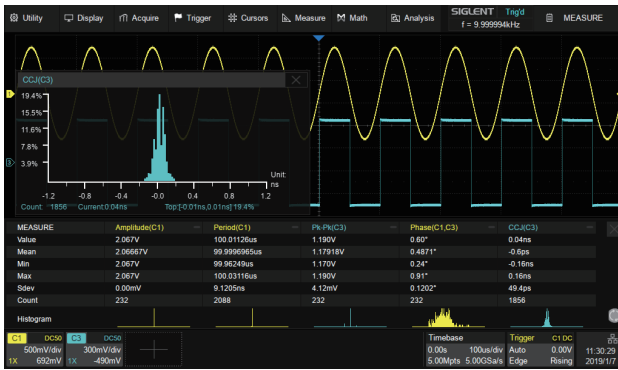 Utility Display Acquire Trigger Cursors Measure Math Analysis SIGLENT Trig'd MEASURE
f = 9.999994kHz
CCJ(C3)
19.4%
15.5%
11.6%
7.8%
3.9%
Unit:
ns
-1.2 -0.8 -0.4 -0.0 0.4 0.8 1.2
Count: 1856 Current:0.04ns Top:[-0.01ns,0.01ns]19.4%
1
3
MEASURE Amplitude(C1) Period(C1) Pk-Pk(C3) Phase(C1,C3) CCJ(C3)
Value 2.067V 100.01126us 1.190V 0.60° 0.04ns
Mean 2.06667V 99.9996965us 1.17918V 0.4871° -0.6ps
Min 2.067V 99.96249us 1.170V 0.24° -0.16ns
Max 2.067V 100.03116us 1.190V 0.91° 0.16ns
Sdev 0.00mV 9.1205ns 4.12mV 0.1202° 49.4ps
Count 232 2088 232 232 1856
Histogram
C1 DC50 C3 DC50 Timebase Trigger C1 DC
500mV/div 300mV/div 0.00s 100us/div Auto 0.00V 11:30:29
1X 692mV 1X -490mV 5.00Mpts 5.00GSa/s Edge Rising 2019/1/7